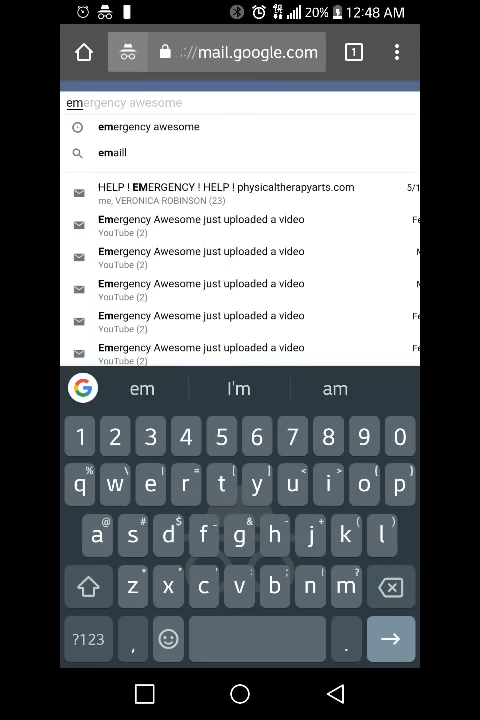 20% 12:48 AM
://mail.google.com 1
emergency awesome
emergency awesome
emaill
HELP ! EMERGENCY ! HELP ! physicaltherapyarts.com 5/1
me, VERONICA ROBINSON (23)
Emergency Awesome just uploaded a video Fe
YouTube (2)
Emergency Awesome just uploaded a video M
YouTube (2)
Emergency Awesome just uploaded a video M
YouTube (2)
Emergency Awesome just uploaded a video Fe
YouTube (2)
Emergency Awesome just uploaded a video Fe
YouTube (2)
G em I'm am
1 2 3 4 5 6 7 8 9 0
% \ | = [ ] < > { }
q w e r t y u i o p
@ # $ _ & - + ( )
a s d f g h j k l
* " ' : ; ! ?
z x c v b n m
?123 , .